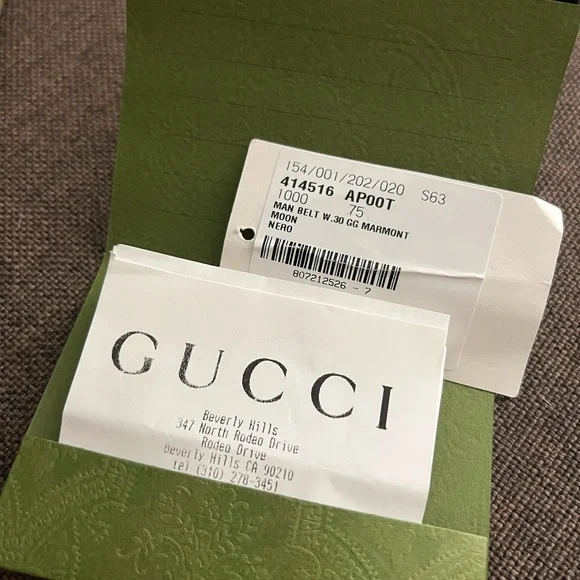 154/001/202/020 S63
414516 AP00T
1000 75
MAN BELT W.30 GG MARMONT
MOON
NERO
807212526 - 7
GUCCI
Beverly Hills
347 North Rodeo Drive
Rodeo Drive
Beverly Hills CA 90210
tel (310) 278-3451